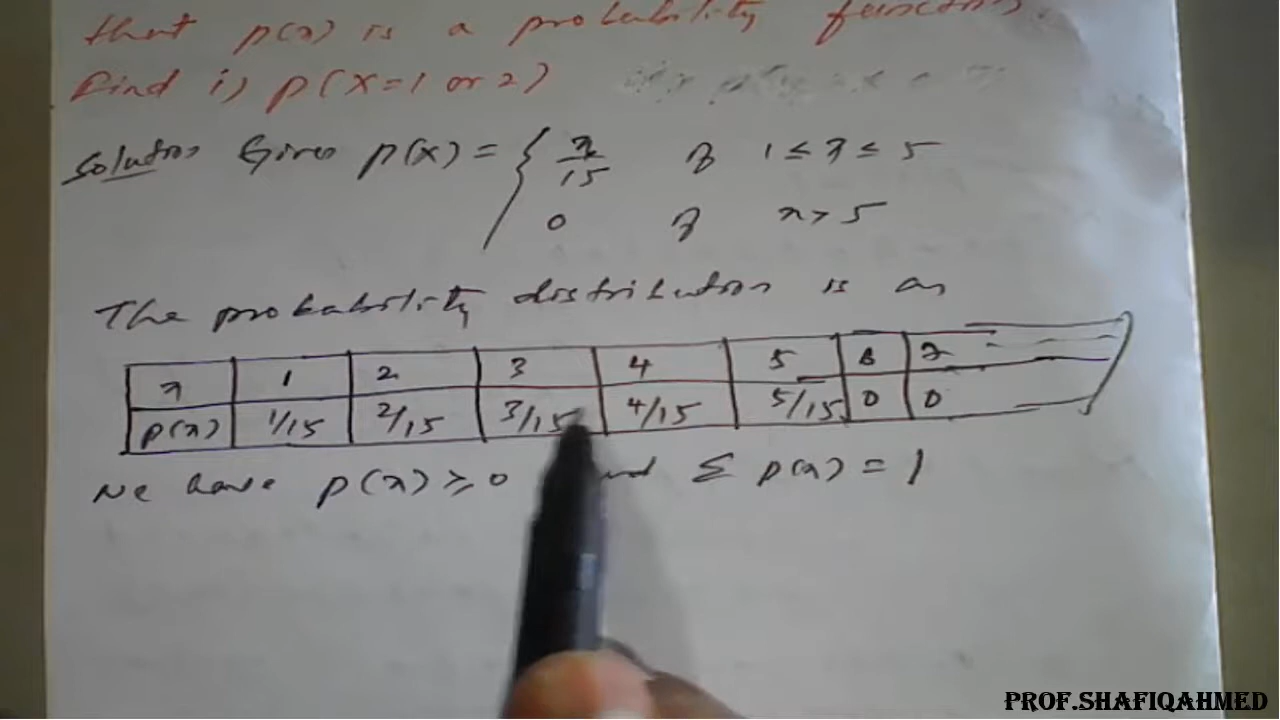 that p(x) is a probability function.
Find i) p(X=1 or 2)
Solution Given p(x) = { x/15 if 1 ≤ x ≤ 5
0 if x > 5
The probability distribution is as
x 1 2 3 4 5 6 7
p(x) 1/15 2/15 3/15 4/15 5/15 0 0
We have p(x) ≥ 0 and Σ p(x) = 1
PROF.SHAFIQAHMED